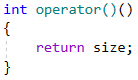 int operator()()
{
    return size;
}